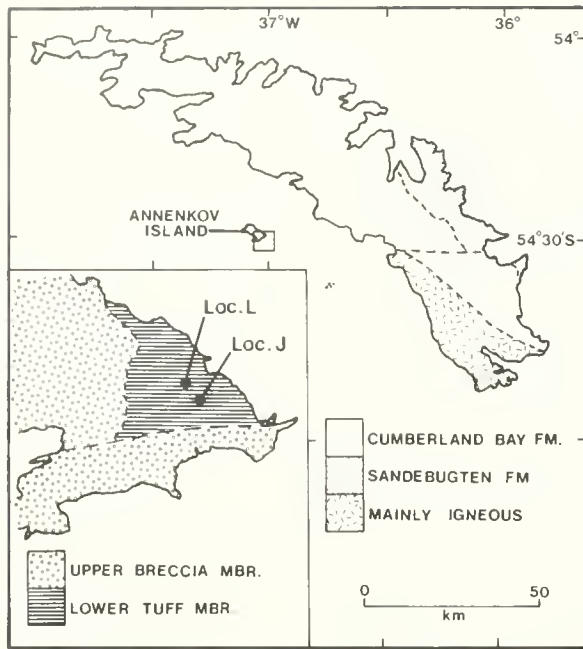 37°W
36°
54°
ANNENKOV
ISLAND
54°30'S
Loc.L
Loc.J
CUMBERLAND BAY FM.
SANDEBUGTEN FM
MAINLY IGNEOUS
UPPER BRECCIA MBR.
LOWER TUFF MBR
0 50
km